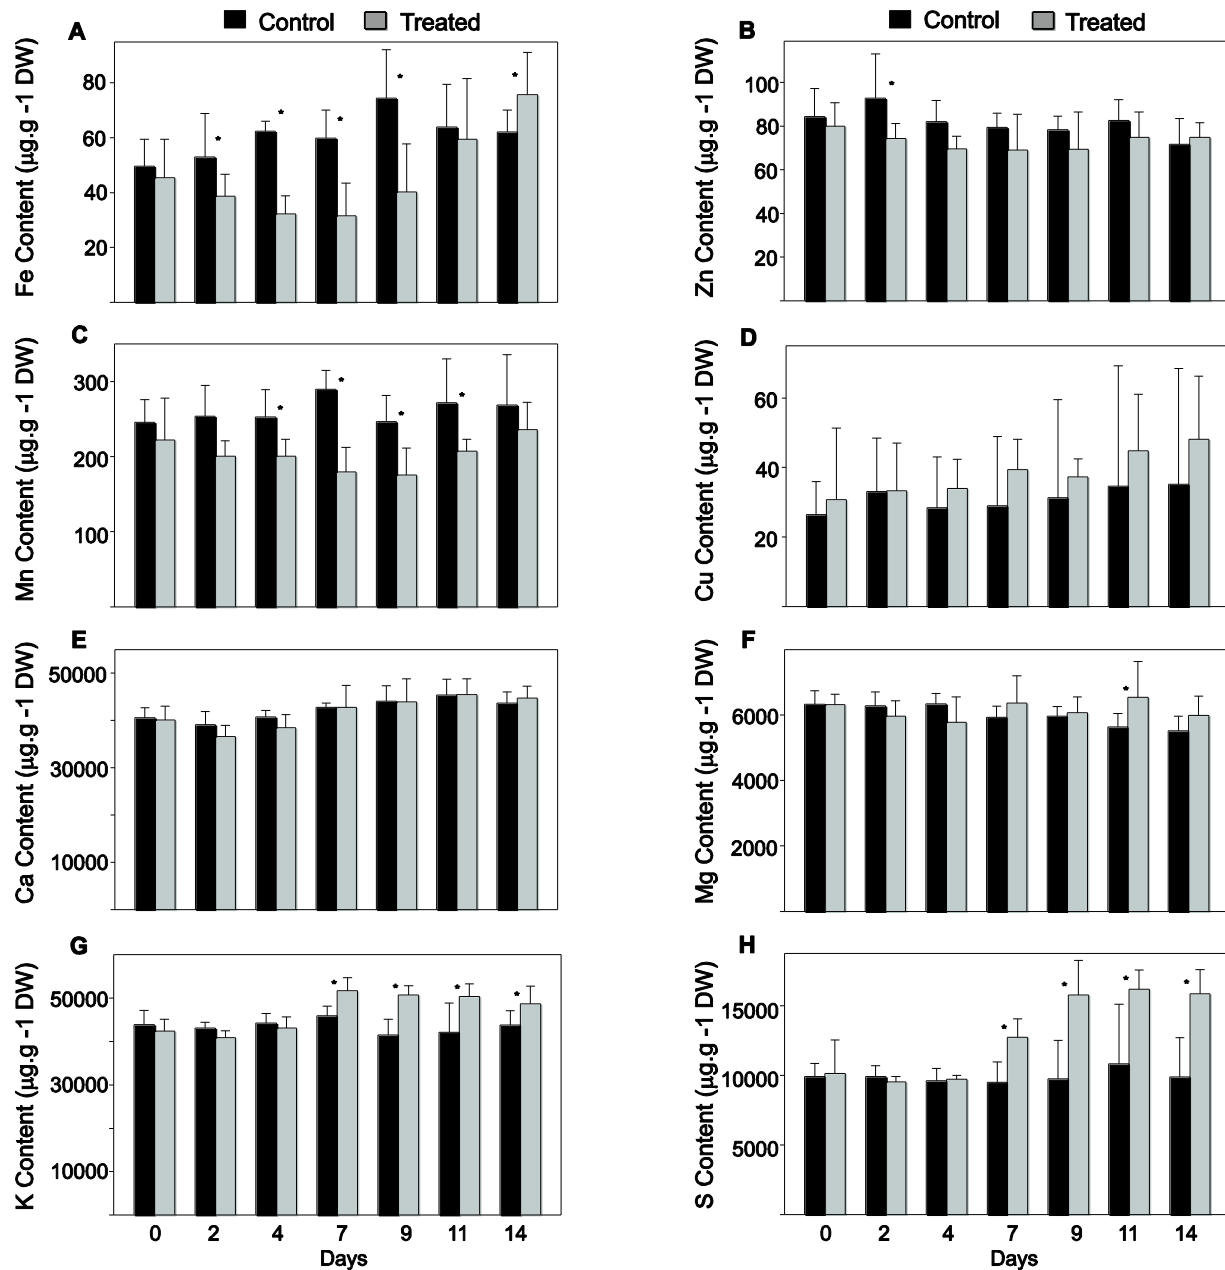 Control Treated
Control Treated
A
Fe Content (µg.g -1 DW)
80
60
40
20
* * * * *
B
Zn Content (µg.g -1 DW)
100
80
60
40
20
*
C
Mn Content (µg.g -1 DW)
300
200
100
* * * *
D
Cu Content (µg.g -1 DW)
60
40
20
E
Ca Content (µg.g -1 DW)
50000
30000
10000
F
Mg Content (µg.g -1 DW)
6000
4000
2000
*
G
K Content (µg.g -1 DW)
50000
30000
10000
* * * *
0 2 4 7 9 11 14
Days
H
S Content (µg.g -1 DW)
15000
10000
5000
* * * *
0 2 4 7 9 11 14
Days